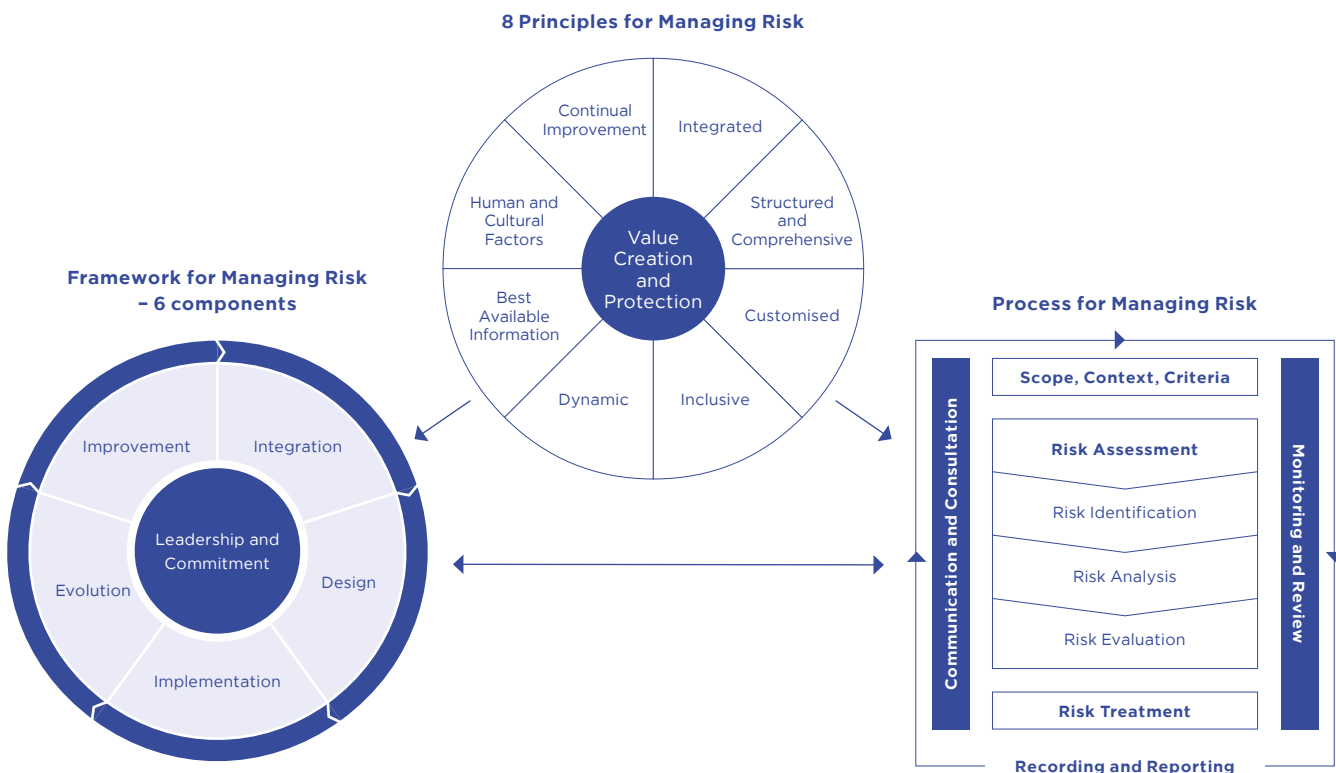 8 Principles for Managing Risk
Continual
Improvement
Integrated
Human and
Cultural
Factors
Structured
and
Comprehensive
Value
Creation
and
Protection
Best
Available
Information
Customised
Dynamic
Inclusive
Framework for Managing Risk
– 6 components
Improvement
Integration
Leadership and
Commitment
Evolution
Design
Implementation
Process for Managing Risk
Communication and Consultation
Scope, Context, Criteria
Risk Assessment
Risk Identification
Risk Analysis
Risk Evaluation
Risk Treatment
Monitoring and Review
Recording and Reporting